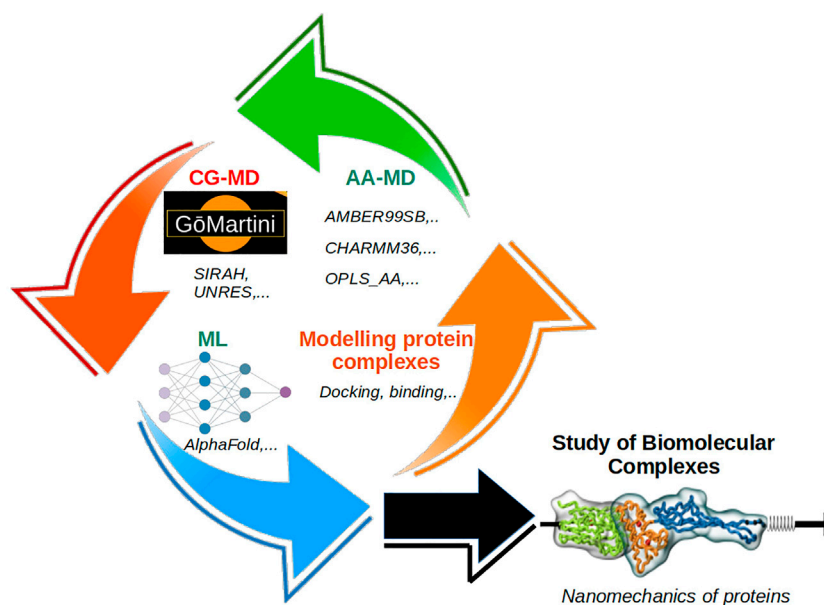 CG-MD
GōMartini
SIRAH,
UNRES,...
AA-MD
AMBER99SB,..
CHARMM36,...
OPLS_AA,...
ML
AlphaFold,...
Modelling protein
complexes
Docking, binding,..
Study of Biomolecular
Complexes
Nanomechanics of proteins